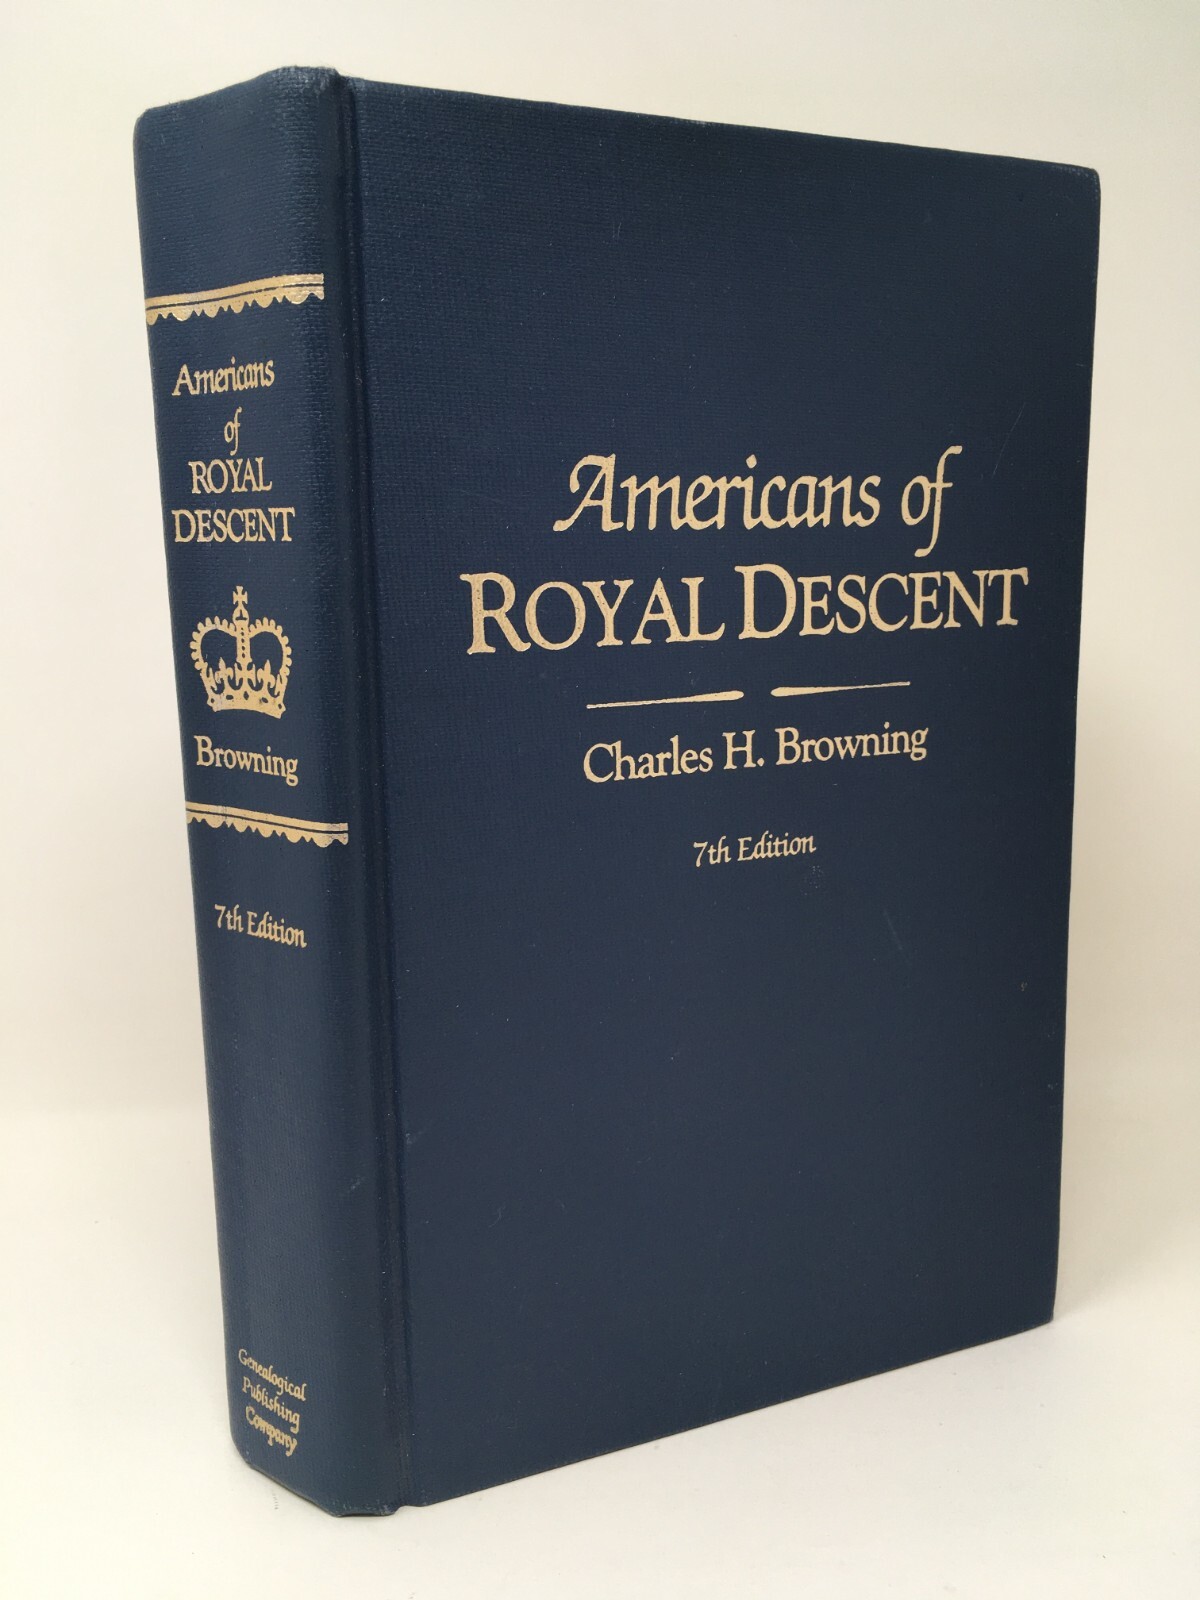 Americans
of
ROYAL
DESCENT
Browning
7th Edition
Genealogical
Publishing
Company
Americans of
ROYAL DESCENT
Charles H. Browning
7th Edition